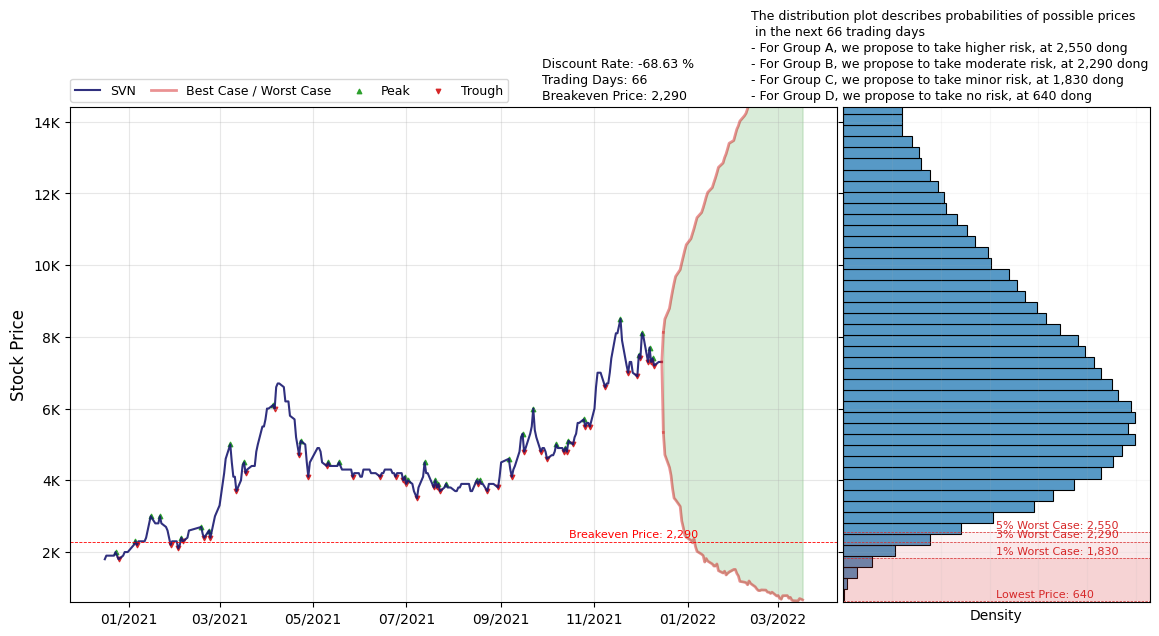 The distribution plot describes probabilities of possible prices
in the next 66 trading days
- For Group A, we propose to take higher risk, at 2,550 dong
- For Group B, we propose to take moderate risk, at 2,290 dong
- For Group C, we propose to take minor risk, at 1,830 dong
- For Group D, we propose to take no risk, at 640 dong
Discount Rate: -68.63 %
Trading Days: 66
Breakeven Price: 2,290
SVN Best Case / Worst Case Peak Trough
Stock Price
14K
12K
10K
8K
6K
4K
2K
Breakeven Price: 2,290
01/2021 03/2021 05/2021 07/2021 09/2021 11/2021 01/2022 03/2022
5% Worst Case: 2,550
3% Worst Case: 2,290
1% Worst Case: 1,830
Lowest Price: 640
Density